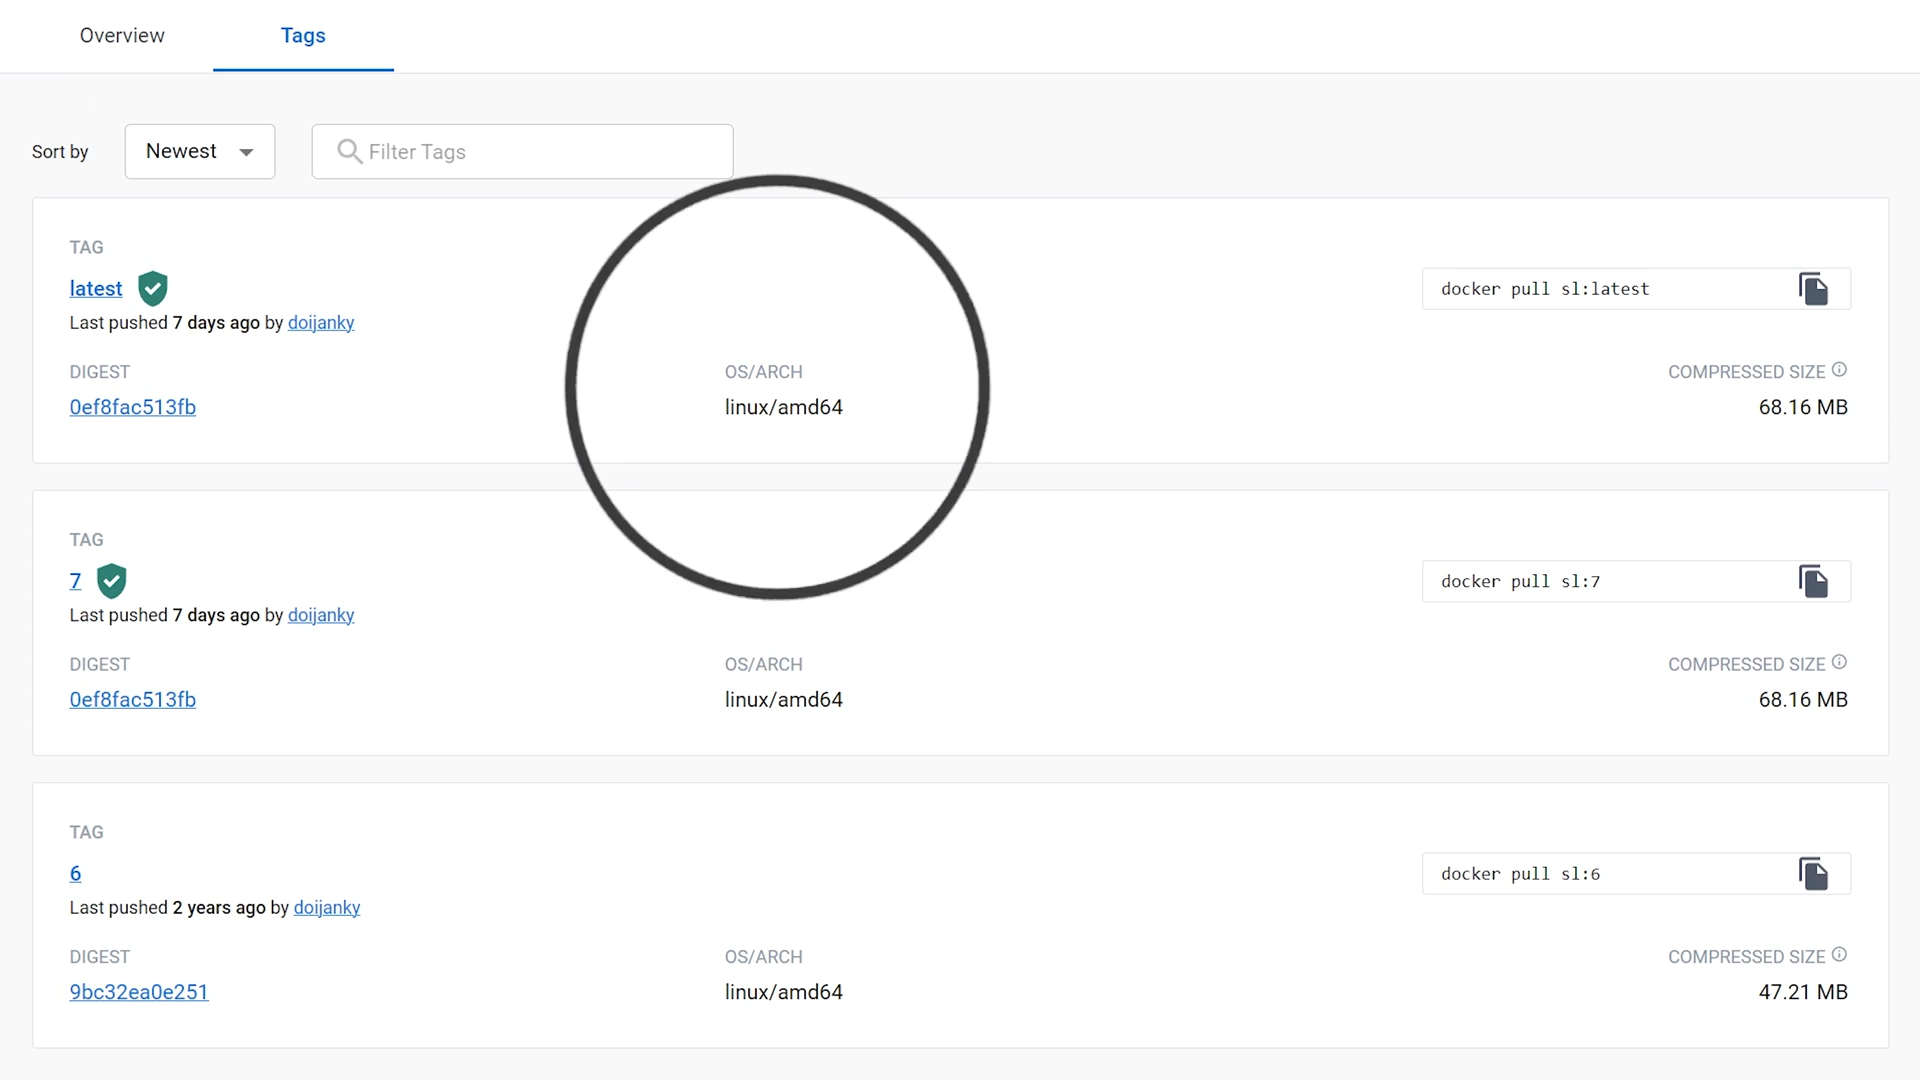 Overview Tags
Sort by Newest Filter Tags
TAG
latest
docker pull sl:latest
Last pushed 7 days ago by doijanky
DIGEST OS/ARCH COMPRESSED SIZE
0ef8fac513fb linux/amd64 68.16 MB
TAG
7
docker pull sl:7
Last pushed 7 days ago by doijanky
DIGEST OS/ARCH COMPRESSED SIZE
0ef8fac513fb linux/amd64 68.16 MB
TAG
6
docker pull sl:6
Last pushed 2 years ago by doijanky
DIGEST OS/ARCH COMPRESSED SIZE
9bc32ea0e251 linux/amd64 47.21 MB